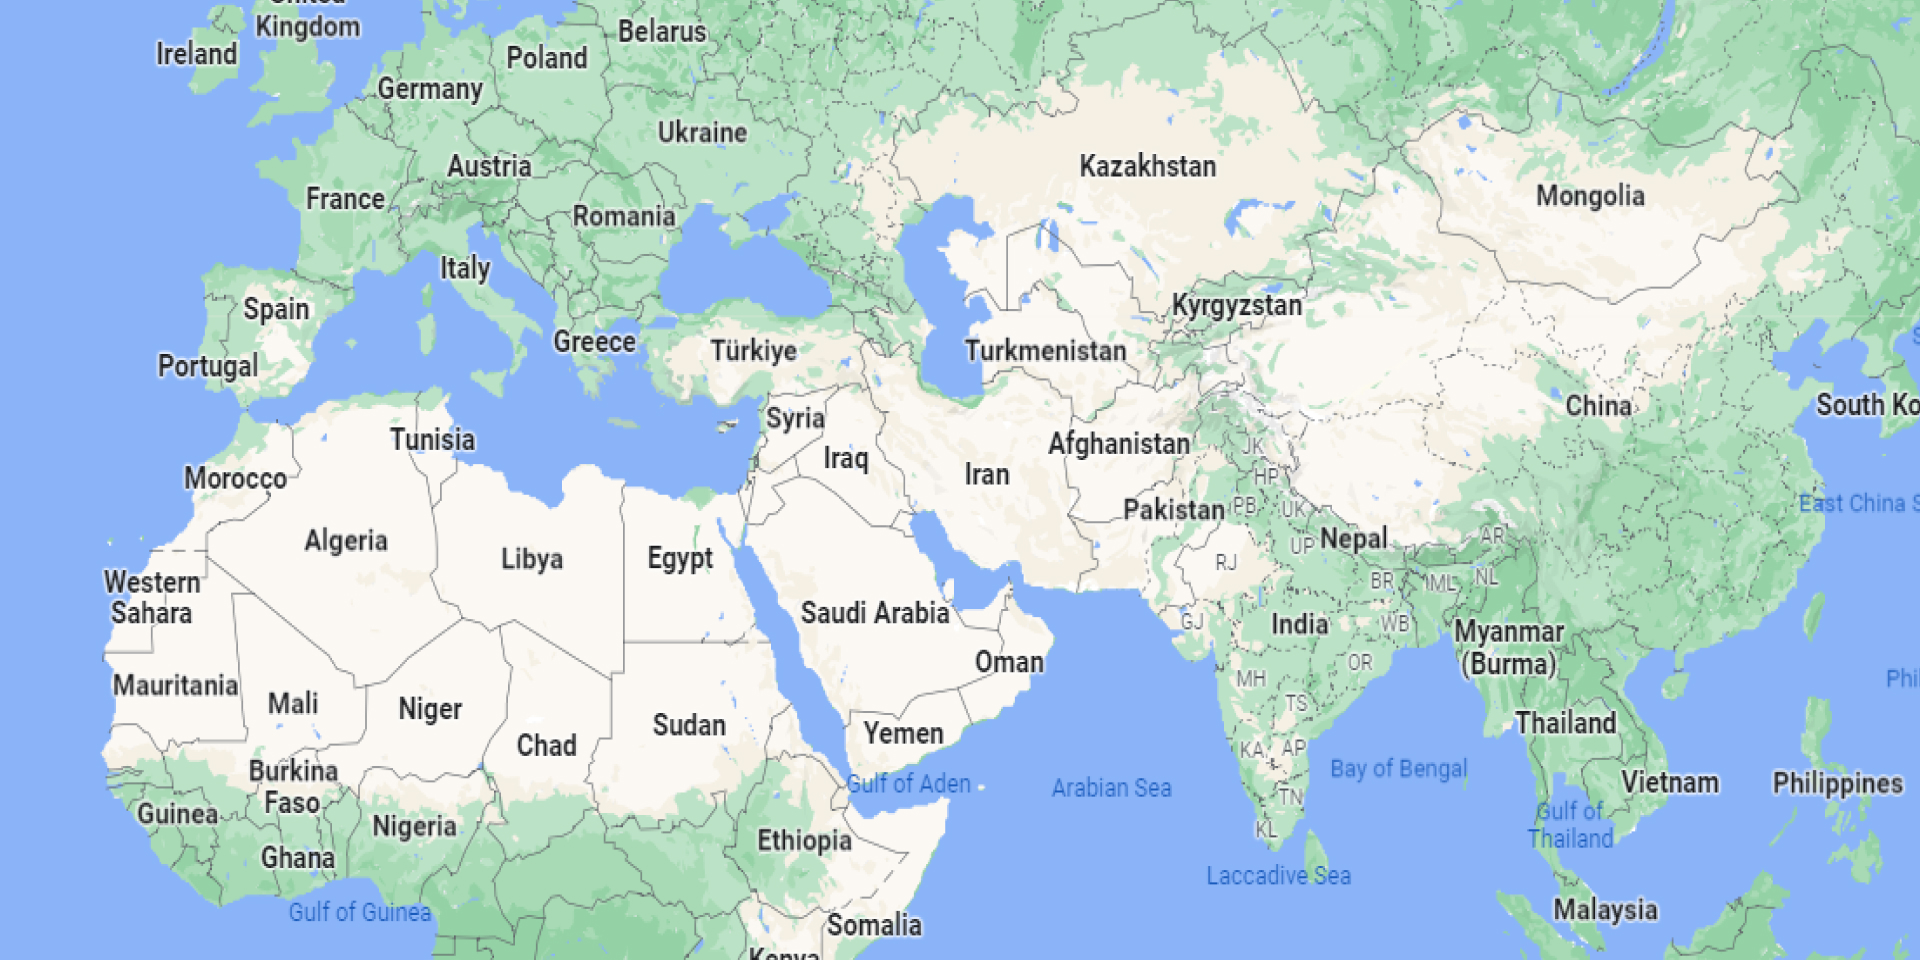 United
Kingdom
Ireland
Belarus
Poland
Germany
Ukraine
Austria
Kazakhstan
France
Mongolia
Romania
Italy
Spain
Kyrgyzstan
Greece
Türkiye
Turkmenistan
Portugal
China
South Ko
Syria
Tunisia
Afghanistan
JK
Iraq
Iran
HP
Morocco
East China S
PB
UK
Pakistan
AR
Algeria
Nepal
UP
Libya
Egypt
RJ
NL
BR
ML
Western
Sahara
Saudi Arabia
GJ
India
WB
Myanmar
(Burma)
Oman
OR
MH
Phil
Mauritania
Mali
TS
Niger
Sudan
Thailand
Yemen
Chad
KA
AP
Burkina
Faso
Bay of Bengal
Gulf of Aden
Arabian Sea
Vietnam
Philippines
TN
Guinea
Gulf of
Thailand
Nigeria
KL
Ethiopia
Ghana
Laccadive Sea
Gulf of Guinea
Malaysia
Somalia
Kenya